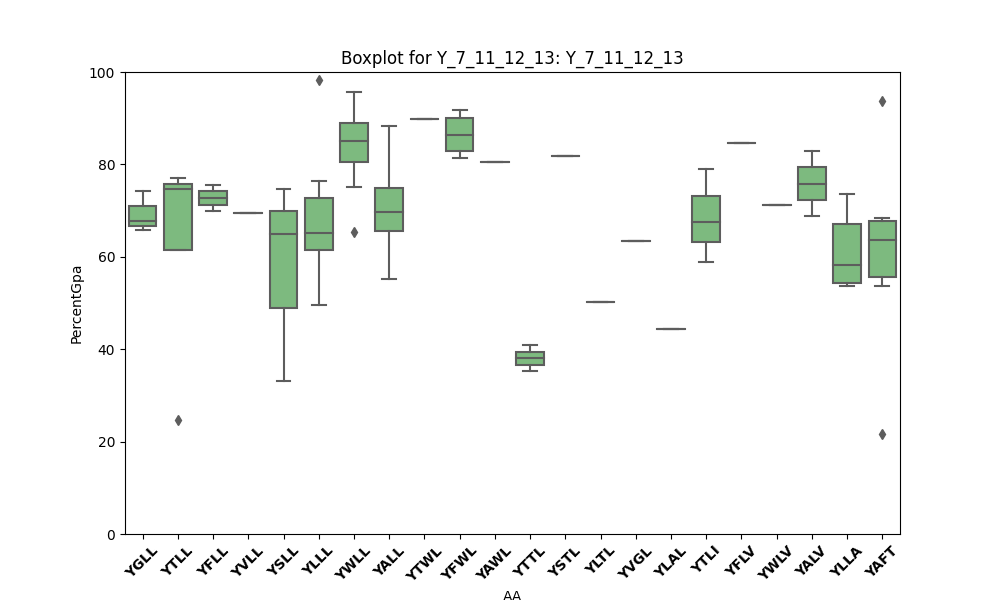 Boxplot for Y_7_11_12_13: Y_7_11_12_13
100
80
60
40
20
0
PercentGpa
YGLL YTLL YFLL YVLL YSLL YLLL YWLL YALL YTWL YFWL YAWL YTTL YSTL YLTL YVGL YLAL YTLI YFLV YWLV YALV YLLA YAFT
AA